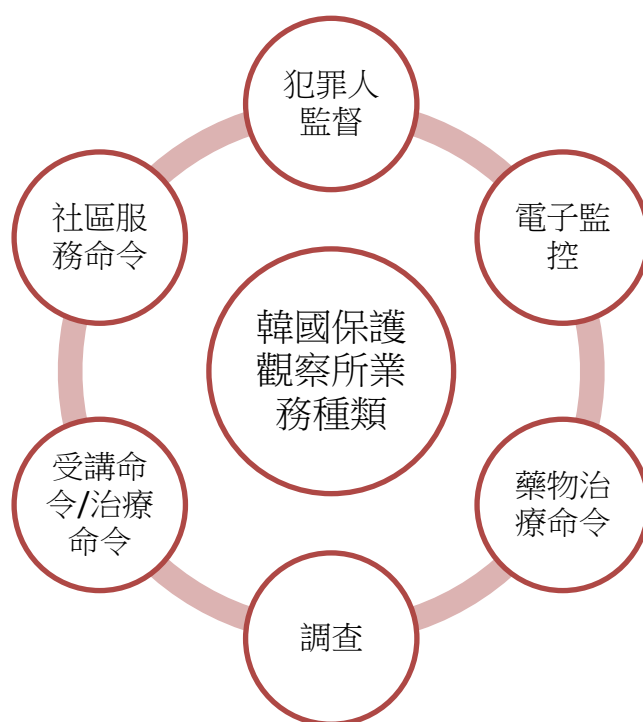 犯罪人
監督
電子監
控
藥物治
療命令
調查
受講命
令/治療
命令
社區服
務命令
韓國保護
觀察所業
務種類